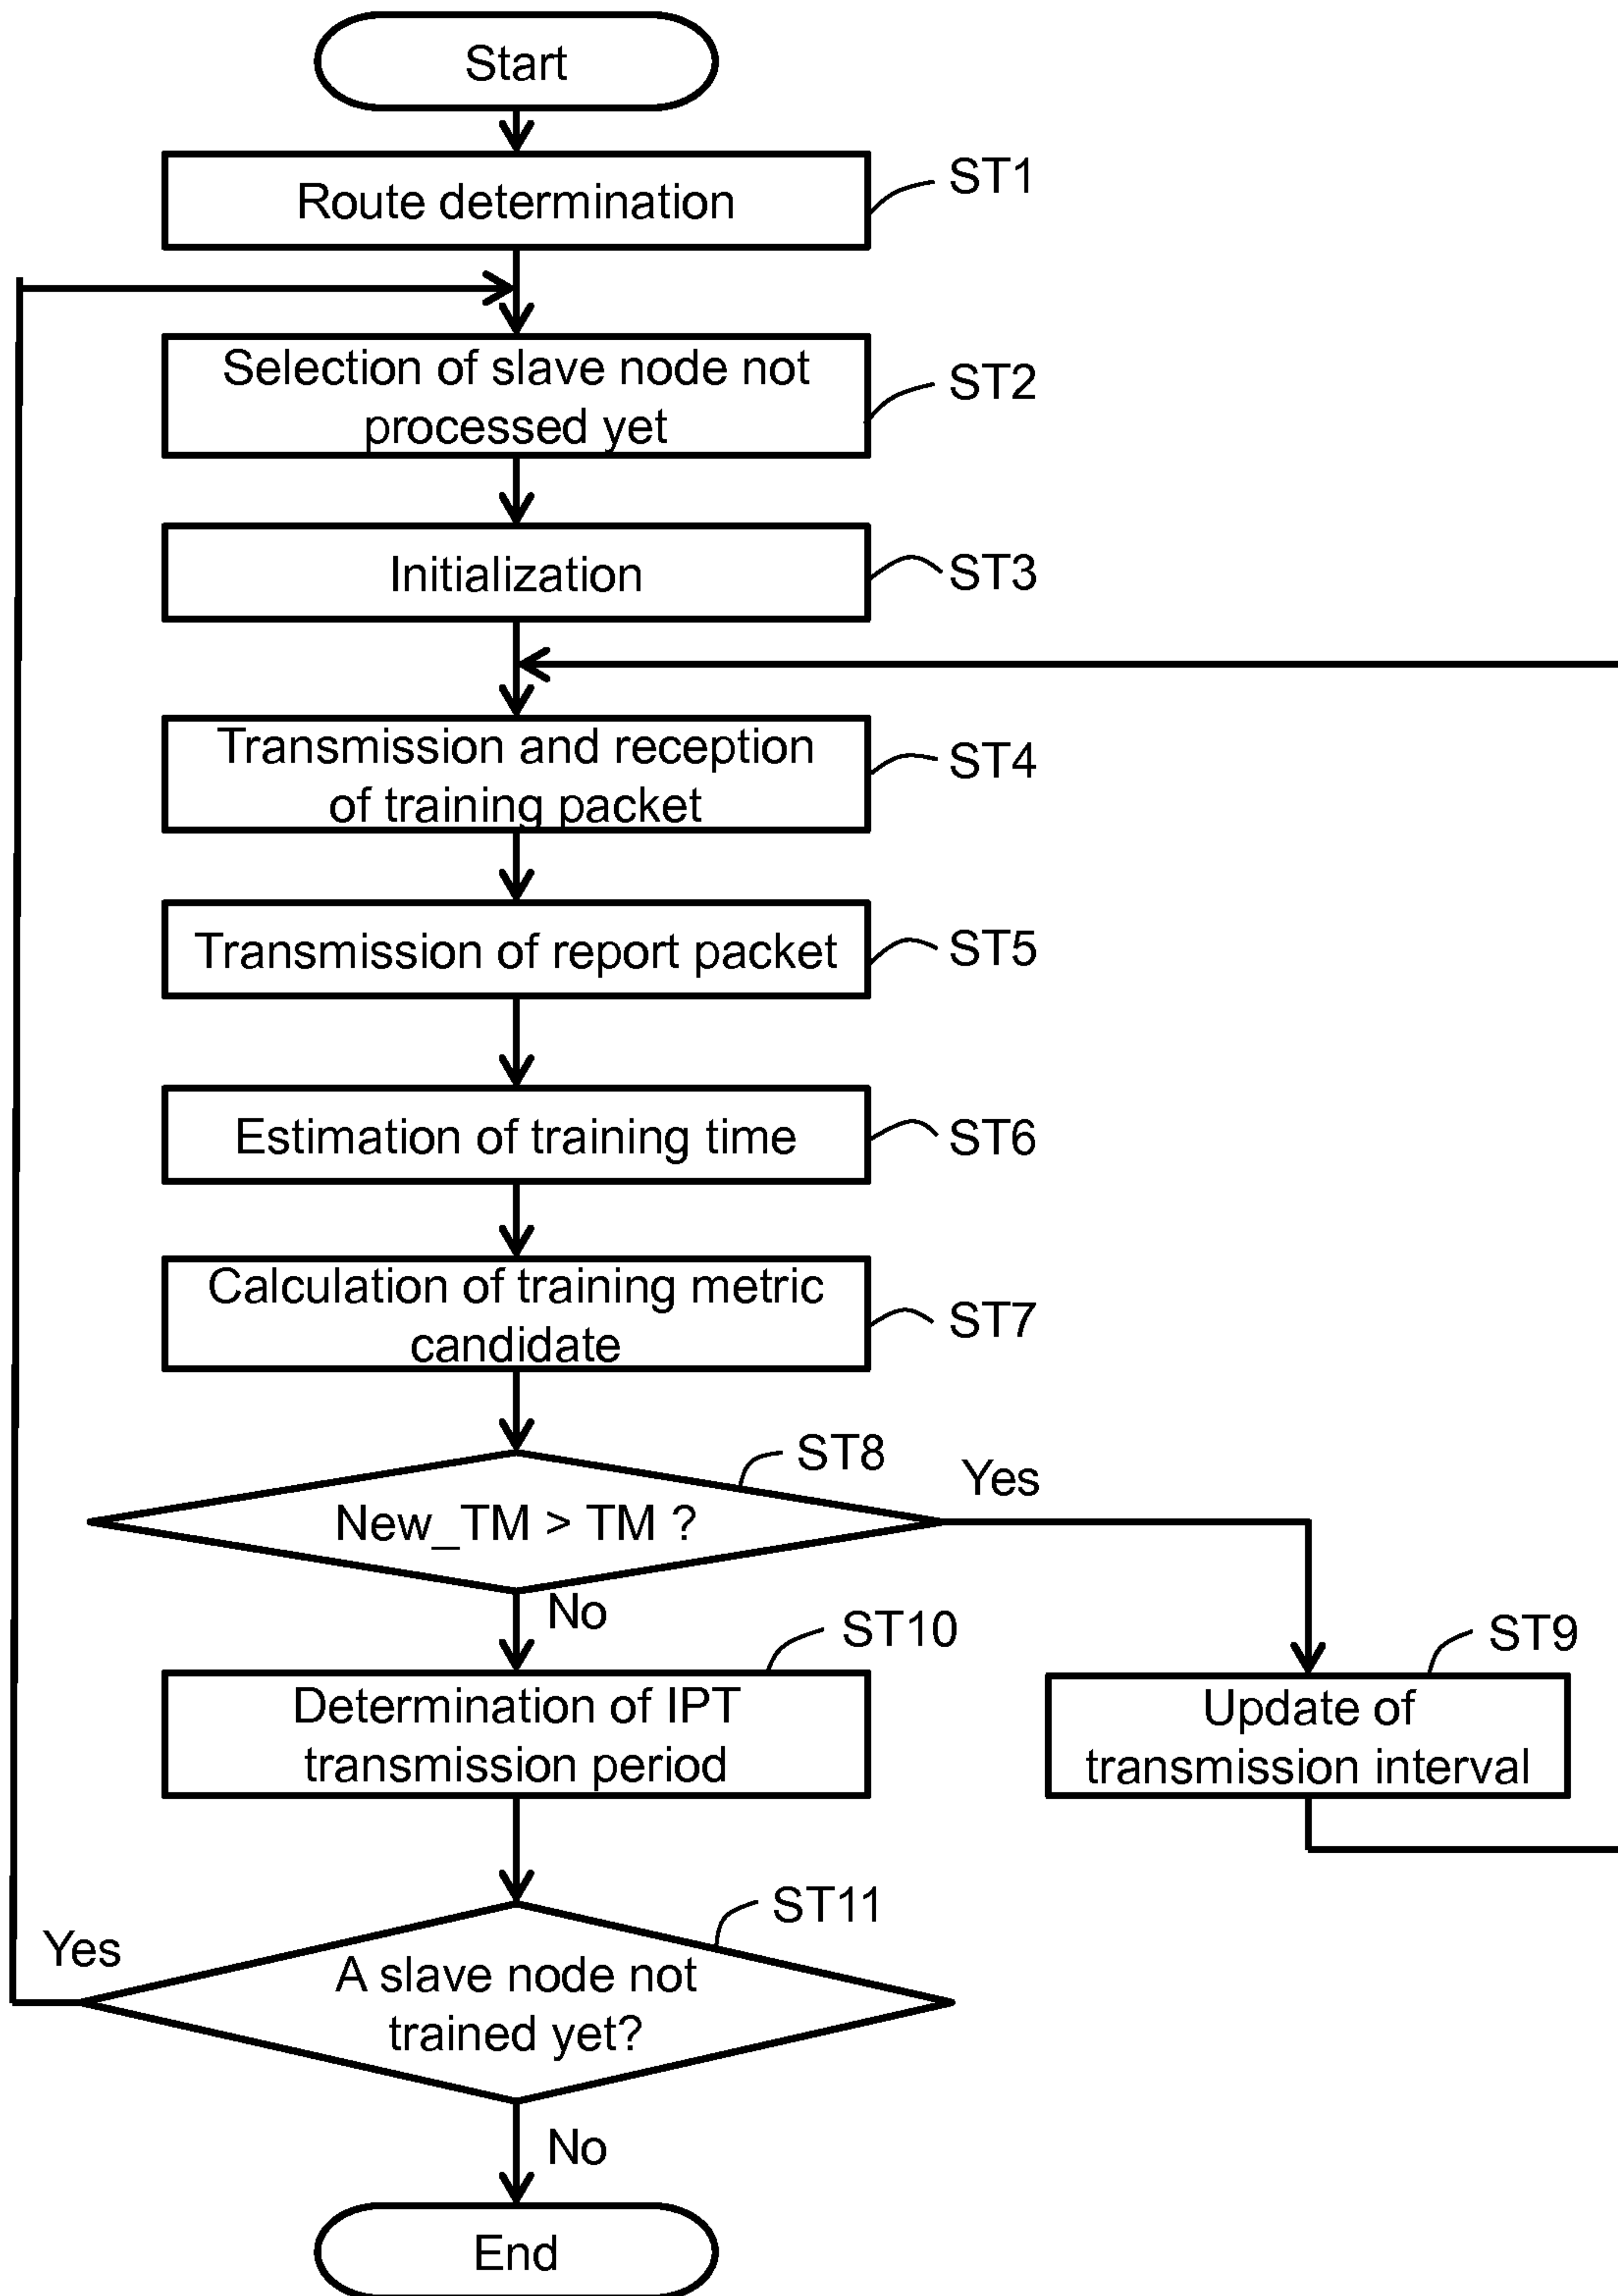 Start
Route determination
ST1
Selection of slave node not
processed yet
ST2
Initialization
ST3
Transmission and reception
of training packet
ST4
Transmission of report packet
ST5
Estimation of training time
ST6
Calculation of training metric
candidate
ST7
ST8
New_TM > TM ?
Yes
No
ST10
Determination of IPT
transmission period
ST9
Update of
transmission interval
ST11
A slave node not
trained yet?
Yes
No
End